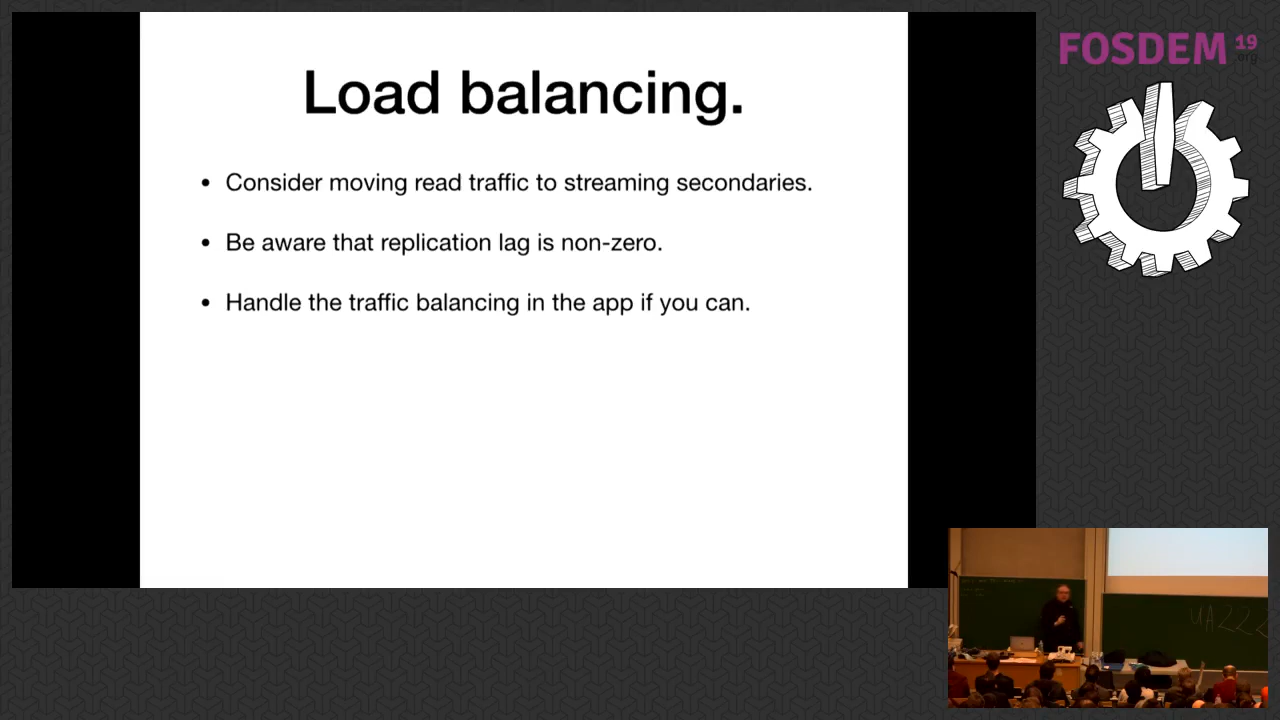 Load balancing.
• Consider moving read traffic to streaming secondaries.
• Be aware that replication lag is non-zero.
• Handle the traffic balancing in the app if you can.
FOSDEM 19
.org